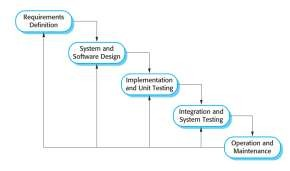 Requirements
Definition
System and
Software Design
Implementation
and Unit Testing
Integration and
System Testing
Operation and
Maintenance